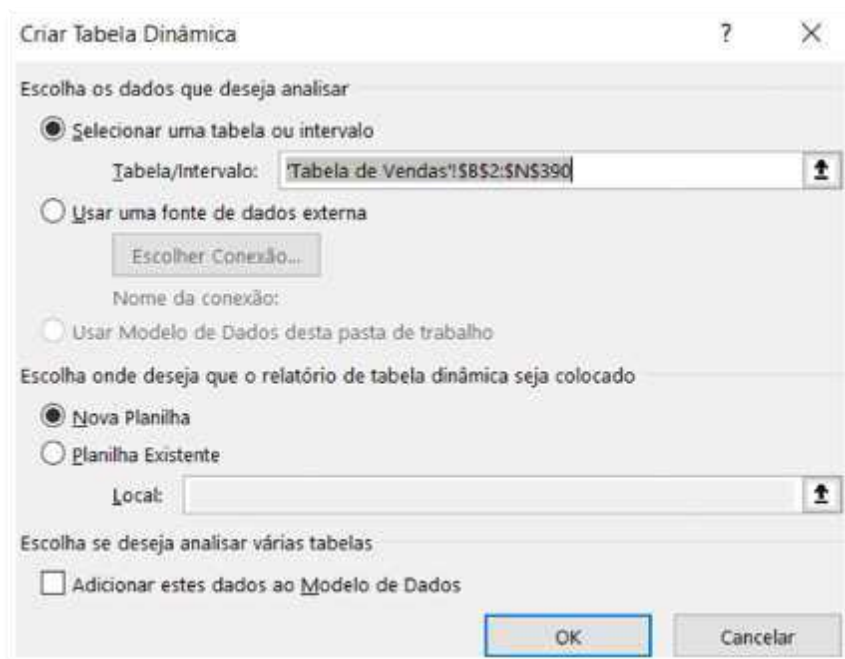 Criar Tabela Dinâmica ?
Escolha os dados que deseja analisar
Selecionar uma tabela ou intervalo
Tabela/Intervalo: 'Tabela de Vendas'!$B$2:$N$390
Usar uma fonte de dados externa
Escolher Conexão...
Nome da conexão:
Usar Modelo de Dados desta pasta de trabalho
Escolha onde deseja que o relatório de tabela dinâmica seja colocado
Nova Planilha
Planilha Existente
Local:
Escolha se deseja analisar várias tabelas
Adicionar estes dados ao Modelo de Dados
OK Cancelar